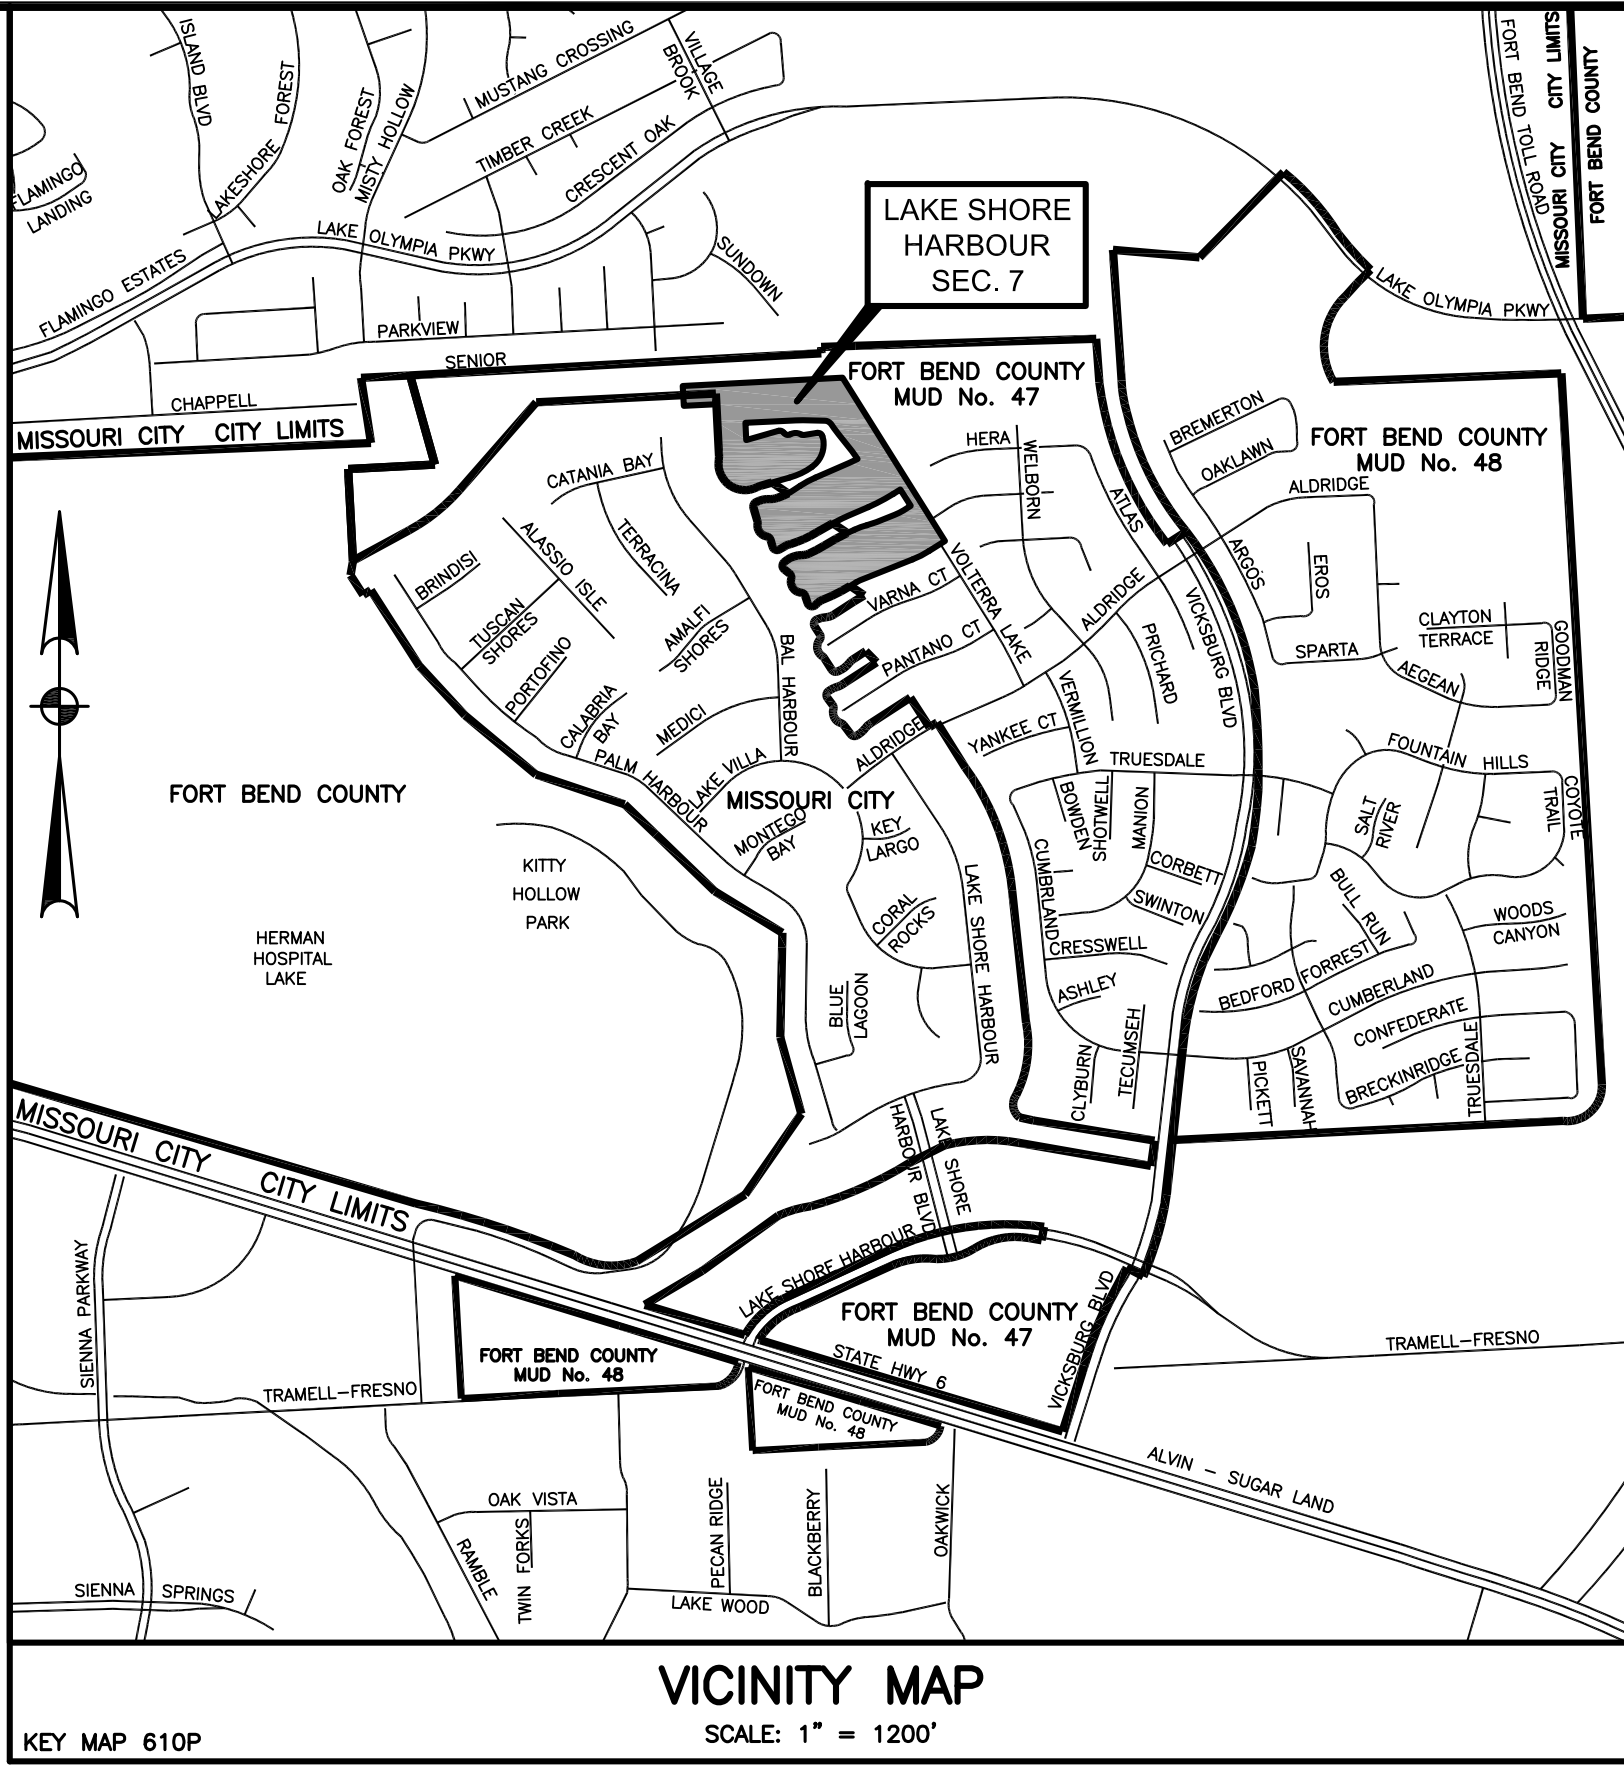 ISLAND BLVD
LAKESHORE FOREST
OAK FOREST
MISTY HOLLOW
MUSTANG CROSSING
VILLAGE
BROOK
TIMBER CREEK
CRESCENT OAK
FLAMINGO
LANDING
LAKE OLYMPIA PKWY
FLAMINGO ESTATES
SUNDOWN
PARKVIEW
SENIOR
CHAPPELL
MISSOURI CITY CITY LIMITS
LAKE SHORE
HARBOUR
SEC. 7
FORT BEND TOLL ROAD
MISSOURI CITY CITY LIMITS
FORT BEND COUNTY
LAKE OLYMPIA PKWY
FORT BEND COUNTY
MUD No. 47
FORT BEND COUNTY
MUD No. 48
BREMERTON
OAKLAWN
ALDRIDGE
HERA
WELBORN
ATLAS
ARGOS
EROS
SPARTA
CLAYTON
TERRACE
GOODMAN
RIDGE
AEGEAN
CATANIA BAY
TERRACINA
ALASSIO ISLE
BRINDISI
TUSCAN
SHORES
PORTOFINO
AMALFI
SHORES
CALABRIA
BAY
MEDICI
BAL HARBOUR
PALM HARBOUR
LAKE VILLA
VARNA CT
PANTANO CT
VOLTERRA LAKE
ALDRIDGE
ALDRIDGE
VICKSBURG BLVD
PRICHARD
VERMILLION
YANKEE CT
TRUESDALE
FOUNTAIN HILLS
COYOTE
TRAIL
SALT
RIVER
FORT BEND COUNTY
MISSOURI CITY
MONTEGO
BAY
KEY
LARGO
CORAL
ROCKS
BLUE
LAGOON
LAKE SHORE HARBOUR
KITTY
HOLLOW
PARK
HERMAN
HOSPITAL
LAKE
BOWDEN
SHOTWELL
MANION
CUMBRLAND
CORBETT
SWINTON
CRESSWELL
ASHLEY
CLYBURN
TECUMSEH
BULL RUN
WOODS
CANYON
BEDFORD FORREST
CUMBERLAND
CONFEDERATE
BRECKINRIDGE
TRUESDALE
PICKETT
SAVANNAH
MISSOURI CITY CITY LIMITS
LAKE SHORE
HARBOUR BLVD
LAKE SHORE HARBOUR
FORT BEND COUNTY
MUD No. 47
STATE HWY 6
VICKSBURG BLVD
TRAMELL-FRESNO
SIENNA PARKWAY
FORT BEND COUNTY
MUD No. 48
TRAMELL-FRESNO
FORT BEND COUNTY
MUD No. 48
ALVIN - SUGAR LAND
OAK VISTA
RAMBLE
TWIN FORKS
PECAN RIDGE
BLACKBERRY
OAKWICK
LAKE WOOD
SIENNA SPRINGS
VICINITY MAP
SCALE: 1" = 1200'
KEY MAP 610P